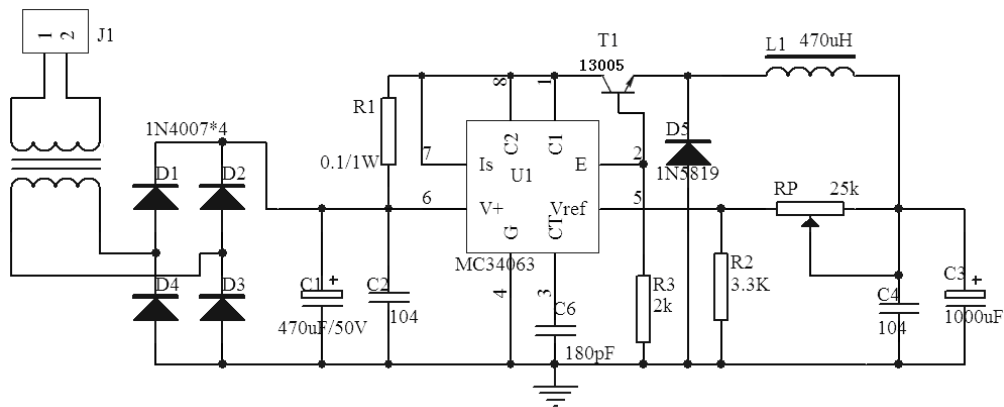 J1
1
2
T1
13005
L1
470uH
R1
0.1/1W
1N4007*4
D1
D2
D4
D3
8
1
C2
C1
7
Is
U1
E
2
6
V+
Vref
5
G
CT
MC34063
4
3
D5
1N5819
RP
25k
C1
+
470uF/50V
C2
104
C6
180pF
R3
2k
R2
3.3K
C4
104
C3
+
1000uF